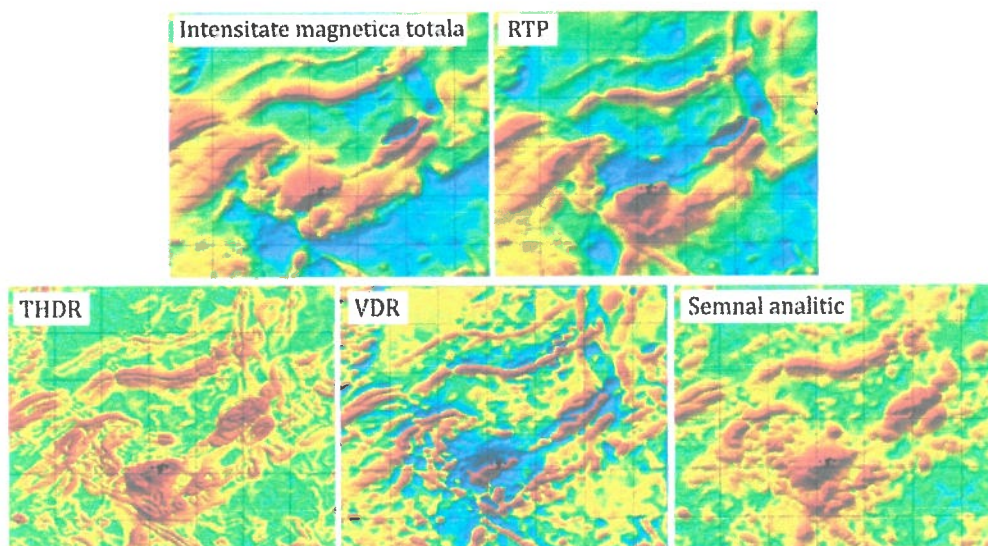 Intensitate magnetica totala
RTP
THDR
VDR
Semnal analitic